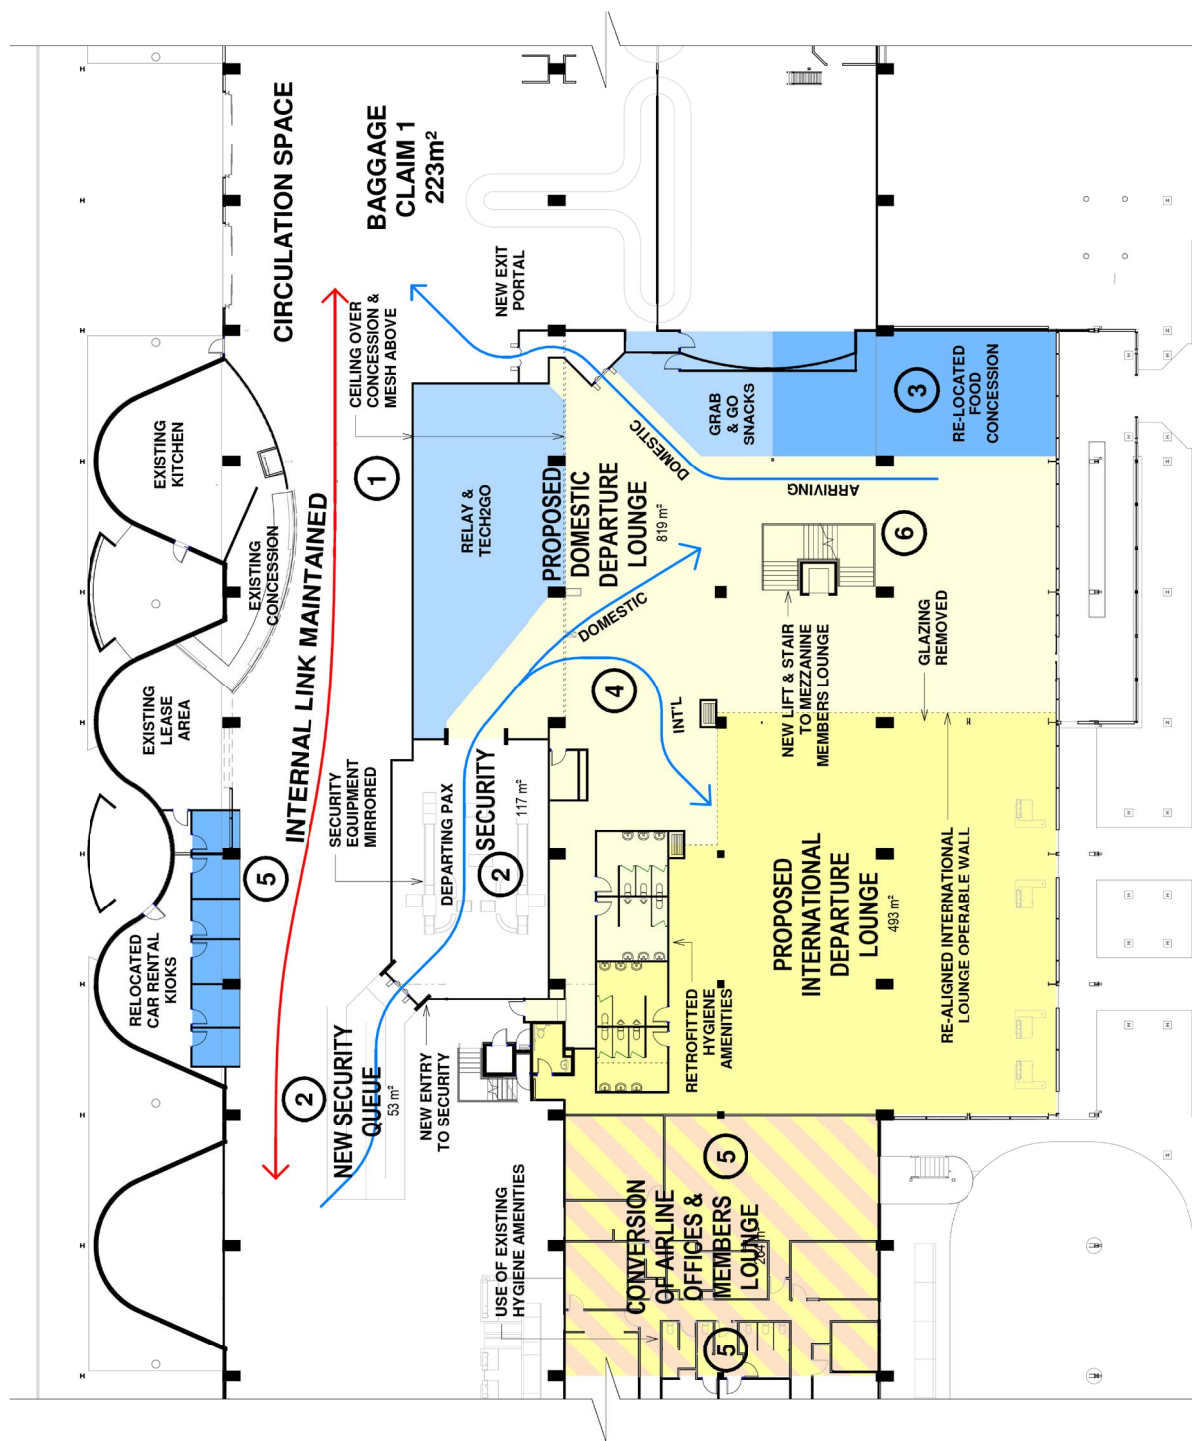 CIRCULATION SPACE
BAGGAGE
CLAIM 1
223m²
NEW EXIT
PORTAL
CEILING OVER
CONCESSION &
MESH ABOVE
EXISTING
KITCHEN
EXISTING
CONCESSION
EXISTING
LEASE
AREA
INTERNAL LINK MAINTAINED
1
RELAY &
TECH2GO
SECURITY
EQUIPMENT
MIRRORED
RELOCATED
CAR RENTAL
KIOKS
5
DEPARTING PAX
SECURITY
117 m²
2
NEW SECURITY
QUEUE
53 m²
2
NEW ENTRY
TO SECURITY
USE OF EXISTING
HYGIENE AMENITIES
PROPOSED
DOMESTIC
DEPARTURE
LOUNGE
819 m²
DOMESTIC
DOMESTIC
ARRIVING
GRAB
& GO
SNACKS
3
RE-LOCATED
FOOD
CONCESSION
4
INT'L
6
NEW LIFT & STAIR
TO MEZZANINE
MEMBERS LOUNGE
GLAZING
REMOVED
PROPOSED
INTERNATIONAL
DEPARTURE
LOUNGE
493 m²
RE-ALIGNED INTERNATIONAL
LOUNGE OPERABLE WALL
RETROFITTED
HYGIENE
AMENITIES
CONVERSION
OF AIRLINE
OFFICES &
MEMBERS
LOUNGE
264 m²
5
5